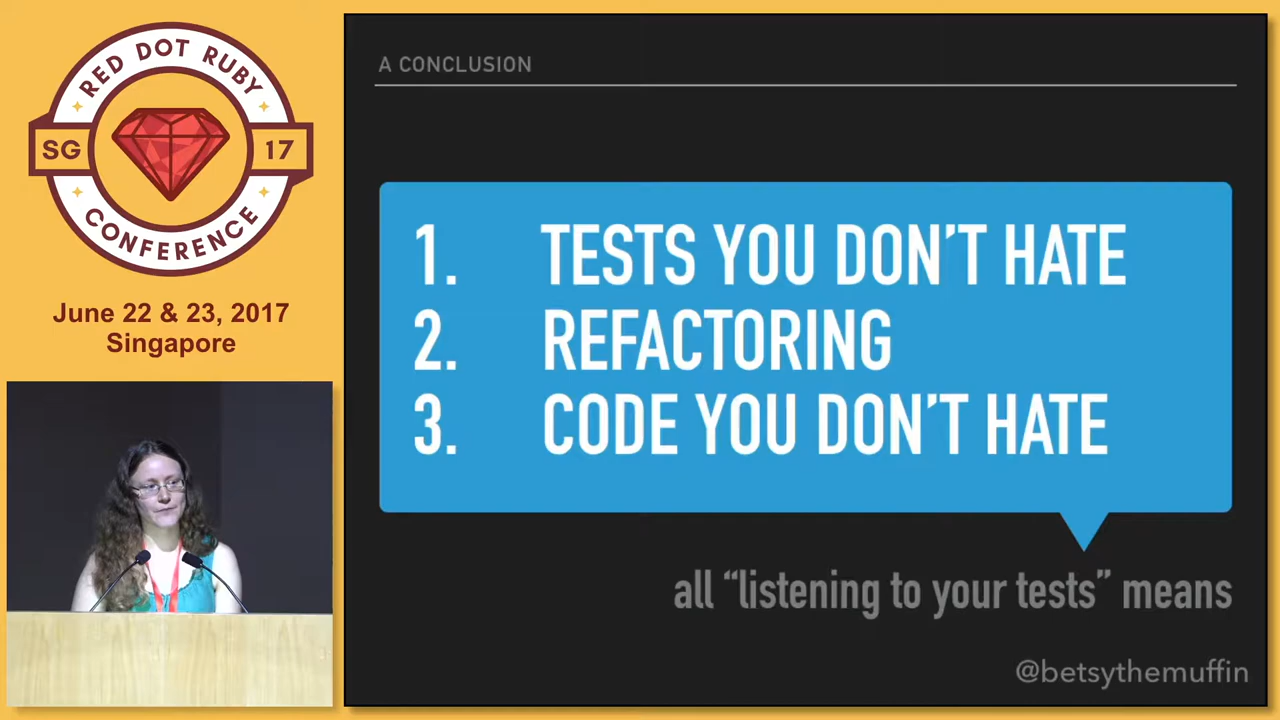 RED DOT RUBY
SG 17
CONFERENCE
June 22 & 23, 2017
Singapore
A CONCLUSION
1. TESTS YOU DON'T HATE
2. REFACTORING
3. CODE YOU DON'T HATE
all “listening to your tests” means
@betsythemuffin